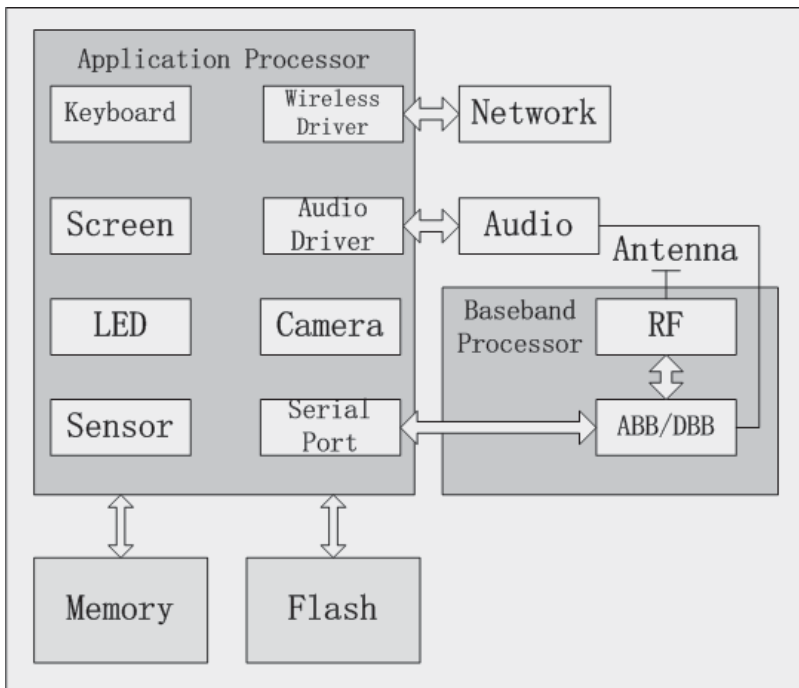 Application Processor
Keyboard
Wireless
Driver
Network
Screen
Audio
Driver
Audio
Antenna
LED
Camera
Baseband
Processor
RF
Sensor
Serial
Port
ABB/DBB
Memory
Flash